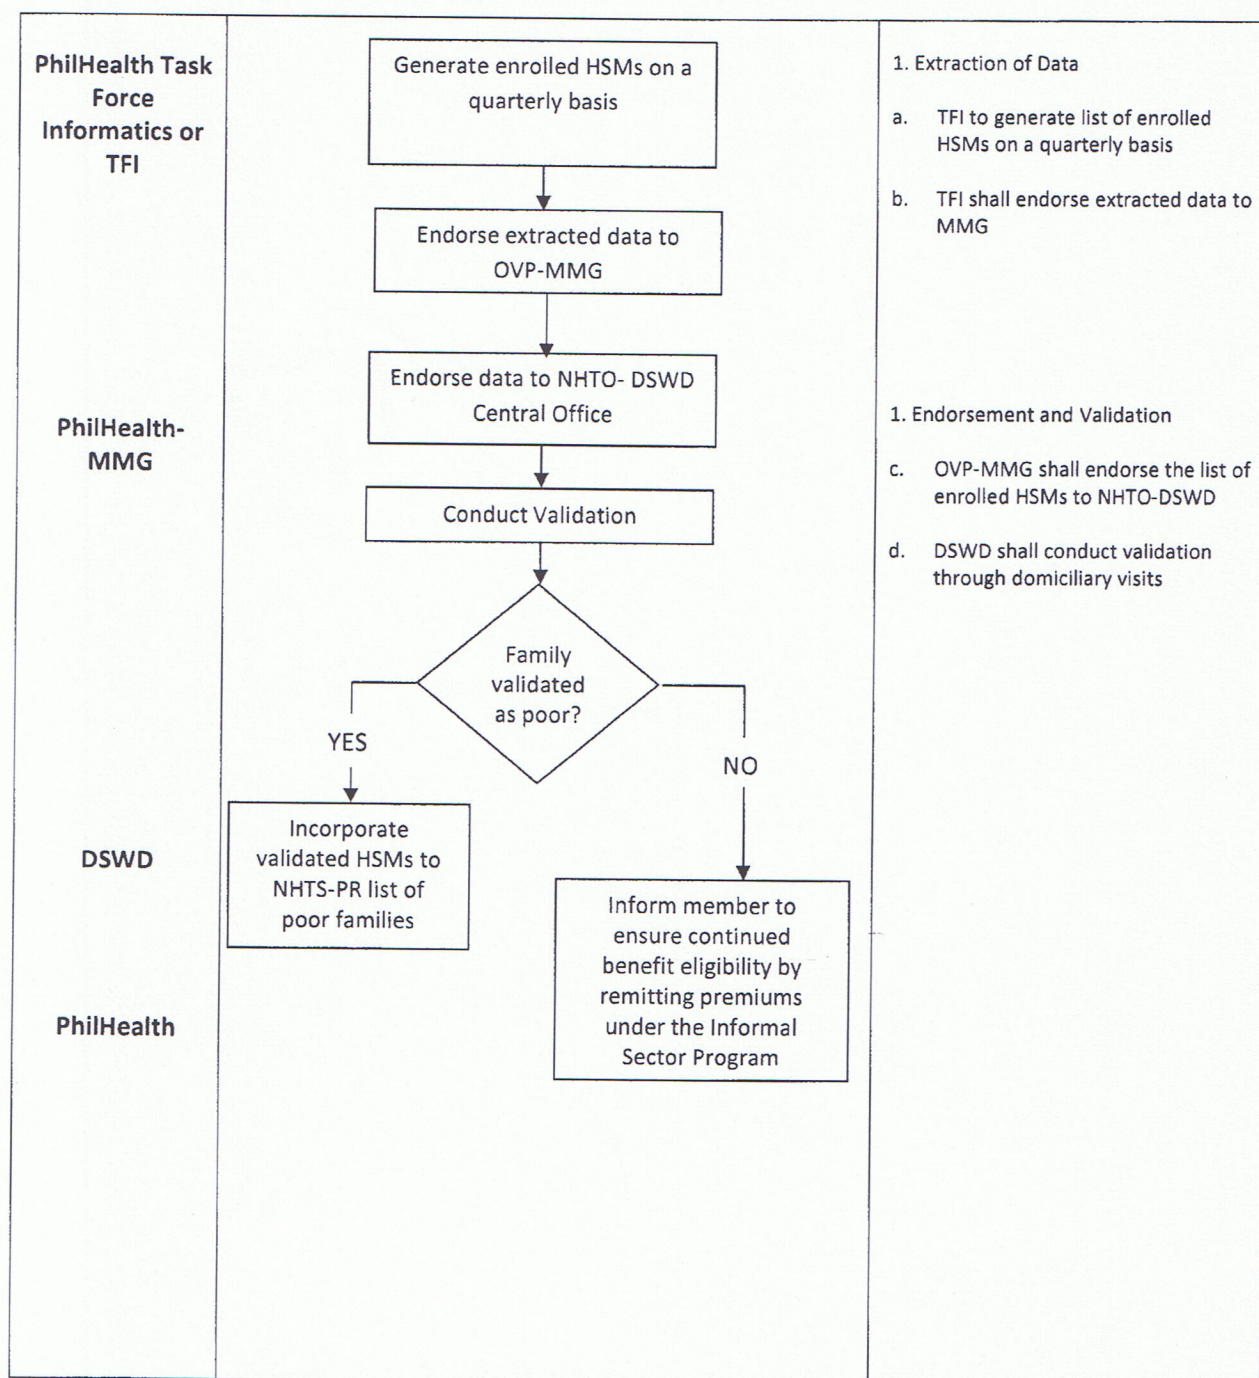 PhilHealth Task
Force
Informatics or
TFI
Generate enrolled HSMs on a
quarterly basis
1. Extraction of Data
a. TFI to generate list of enrolled
HSMs on a quarterly basis
b. TFI shall endorse extracted data to
MMG
Endorse extracted data to
OVP-MMG
PhilHealth-
MMG
Endorse data to NHTO- DSWD
Central Office
Conduct Validation
1. Endorsement and Validation
c. OVP-MMG shall endorse the list of
enrolled HSMs to NHTO-DSWD
d. DSWD shall conduct validation
through domiciliary visits
Family
validated
as poor?
YES
NO
DSWD
Incorporate
validated HSMs to
NHTS-PR list of
poor families
PhilHealth
Inform member to
ensure continued
benefit eligibility by
remitting premiums
under the Informal
Sector Program